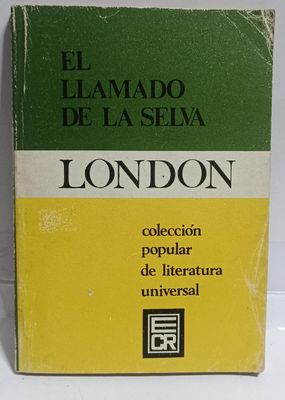 EL
LLAMADO
DE LA SELVA
LONDON
colección
popular
de literatura
universal
ECR